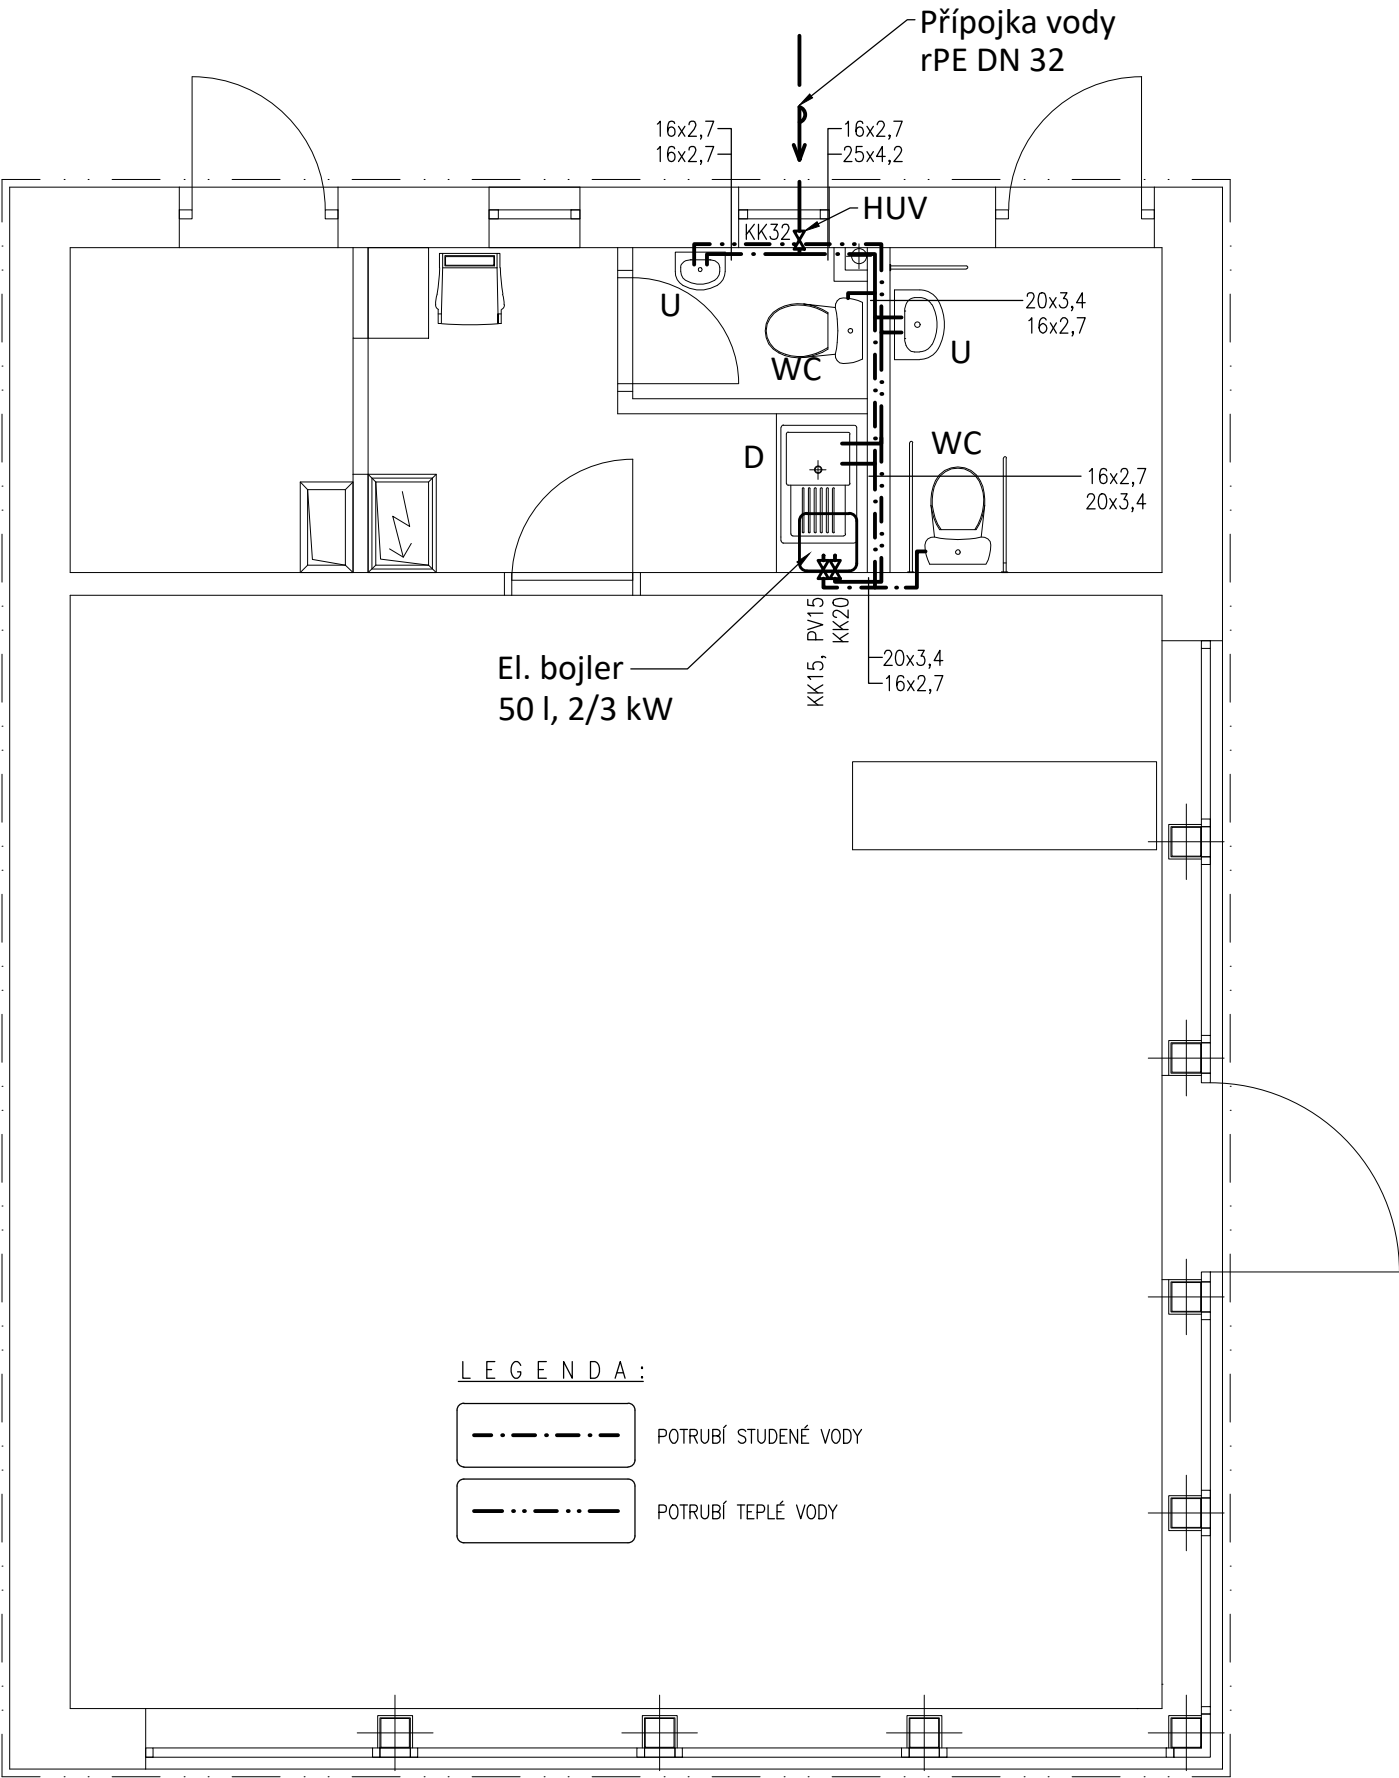 Přípojka vody
rPE DN 32
16x2,7
16x2,7
16x2,7
25x4,2
HUV
KK32
U
WC
20x3,4
16x2,7
U
D
WC
16x2,7
20x3,4
KK15, PV15
KK20
El. bojler
50 l, 2/3 kW
20x3,4
16x2,7
LEGENDA:
POTRUBÍ STUDENÉ VODY
POTRUBÍ TEPLÉ VODY